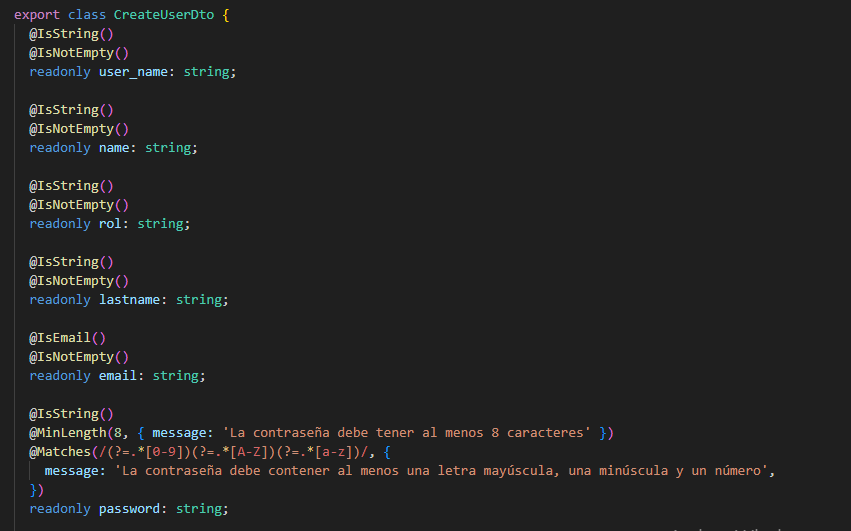 export class CreateUserDto {
@IsString()
@IsNotEmpty()
readonly user_name: string;
@IsString()
@IsNotEmpty()
readonly name: string;
@IsString()
@IsNotEmpty()
readonly rol: string;
@IsString()
@IsNotEmpty()
readonly lastname: string;
@IsEmail()
@IsNotEmpty()
readonly email: string;
@IsString()
@MinLength(8, { message: 'La contraseña debe tener al menos 8 caracteres' })
@Matches(/(?=.*[0-9])(?=.*[A-Z])(?=.*[a-z])/, {
message: 'La contraseña debe contener al menos una letra mayúscula, una minúscula y un número',
})
readonly password: string;